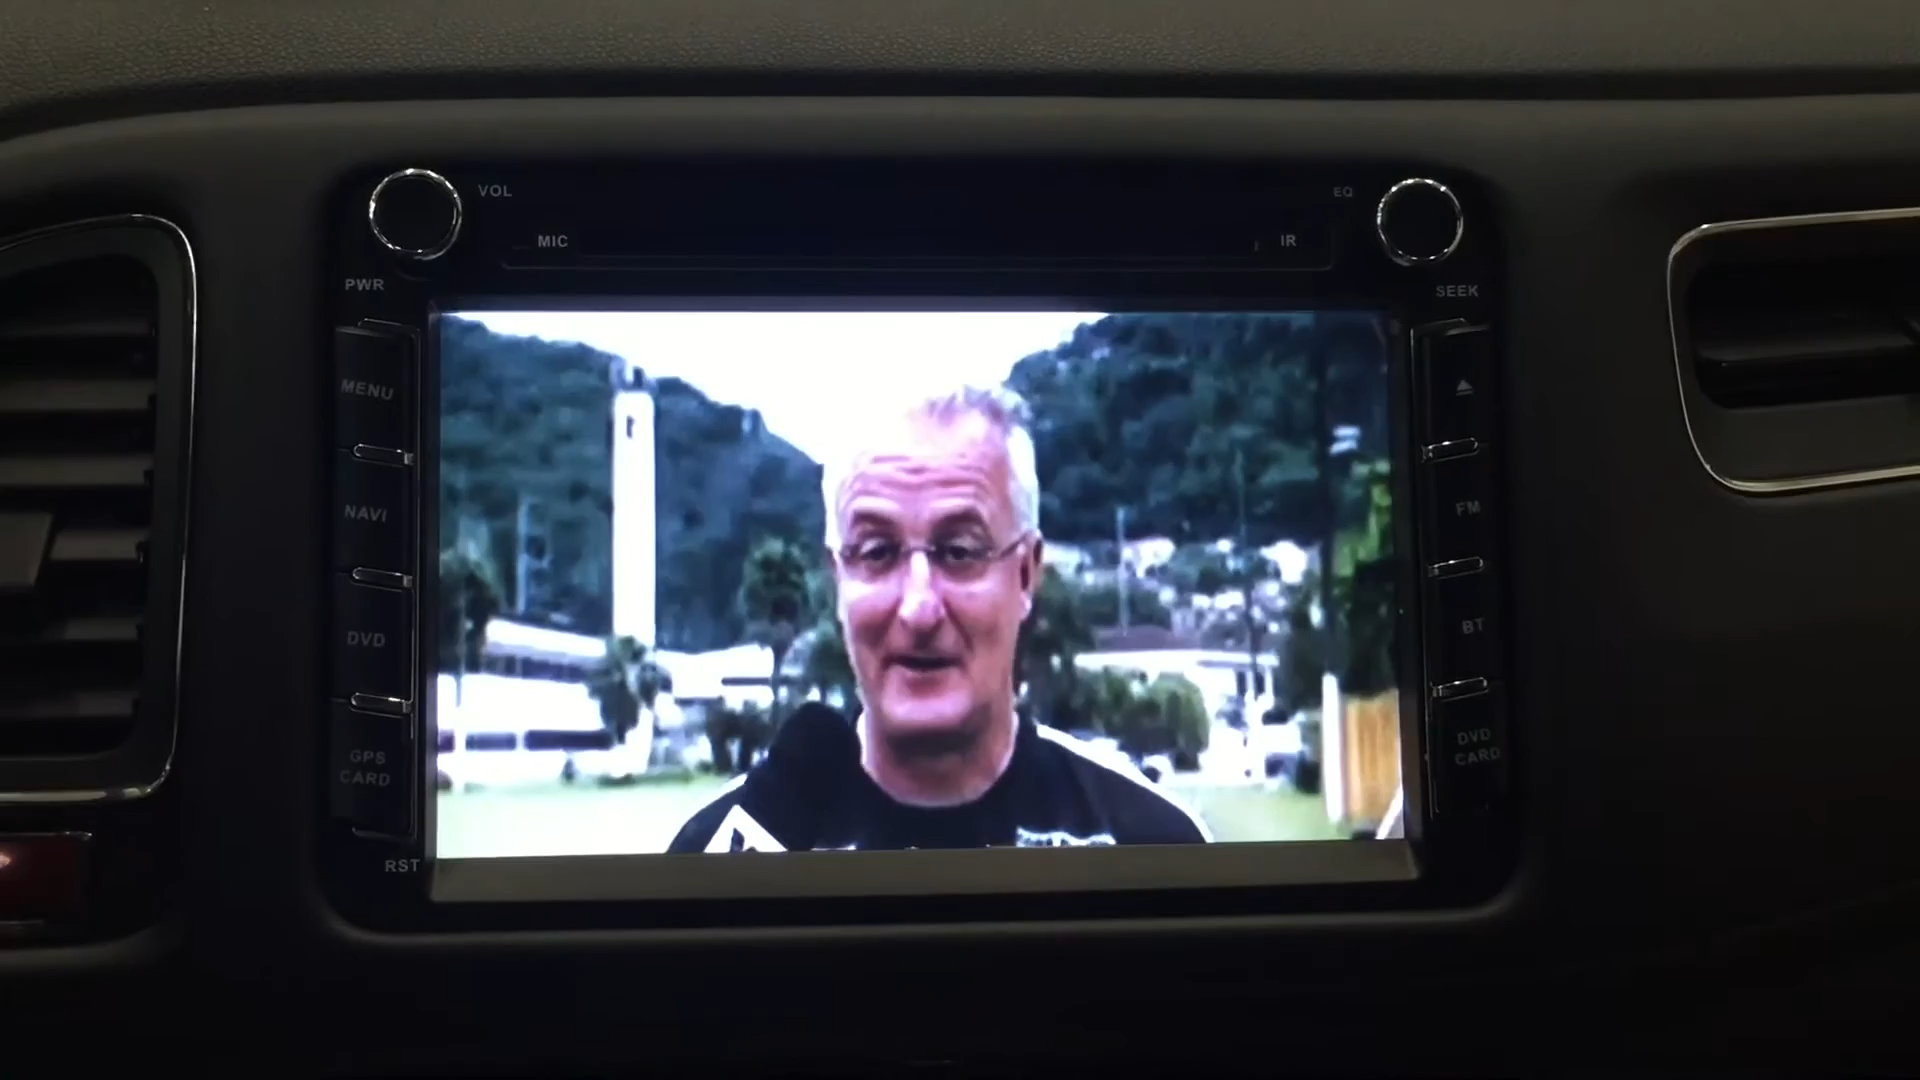 VOL
EQ
MIC
IR
PWR
SEEK
MENU
NAVI
FM
DVD
BT
GPS
CARD
DVD
CARD
RST